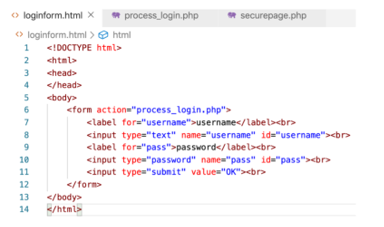 loginform.html × process_login.php securepage.php
loginform.html > html
1 <!DOCTYPE html>
2 <html>
3 <head>
4 </head>
5 <body>
6 <form action="process_login.php">
7 <label for="username">username</label><br>
8 <input type="text" name="username" id="username"><br>
9 <label for="pass">password</label><br>
10 <input type="password" name="pass" id="pass"><br>
11 <input type="submit" value="OK"><br>
12 </form>
13 </body>
14 </html>